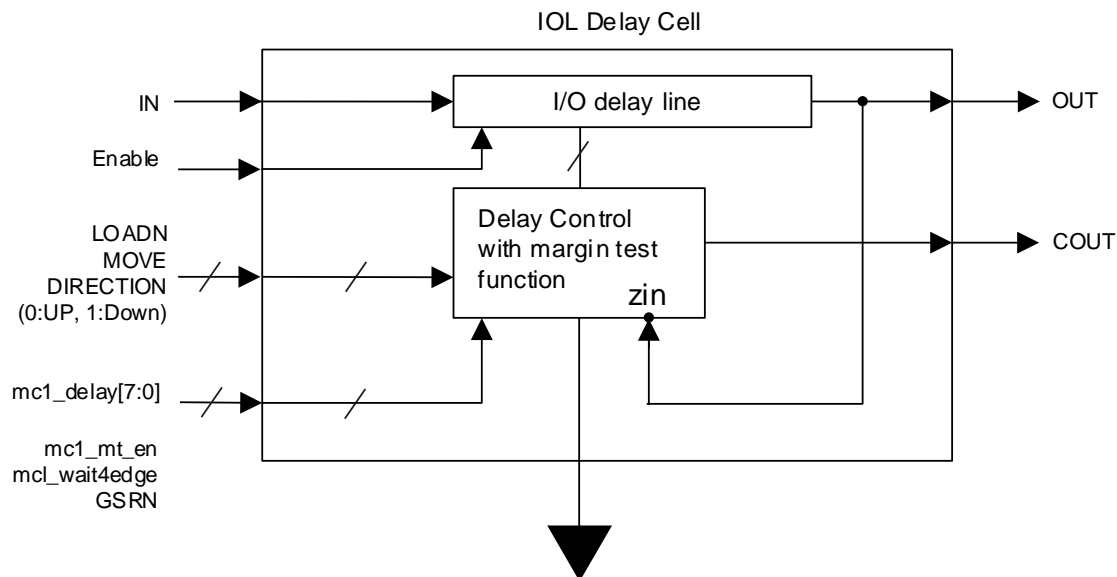 IOL Delay Cell
IN
I/O delay line
OUT
Enable
Delay Control
with margin test
function
zin
COUT
LOADN
MOVE
DIRECTION
(0:UP, 1:Down)
mc1_delay[7:0]
mc1_mt_en
mcl_wait4edge
GSRN